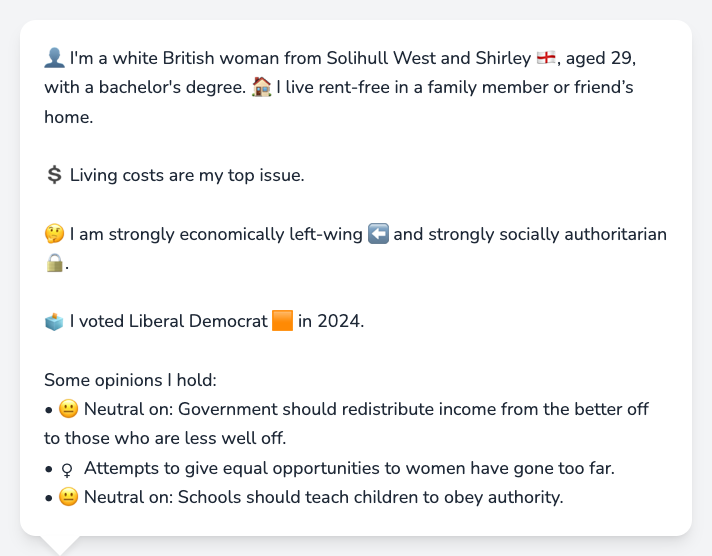 👤 I'm a white British woman from Solihull West and Shirley 🏴󠁧󠁢󠁥󠁮󠁧󠁿, aged 29,
with a bachelor's degree. 🏠 I live rent-free in a family member or friend’s
home.
💲 Living costs are my top issue.
🤔 I am strongly economically left-wing ⬅️ and strongly socially authoritarian
🔒.
🗳️ I voted Liberal Democrat 🟧 in 2024.
Some opinions I hold:
• 😐 Neutral on: Government should redistribute income from the better off
to those who are less well off.
• ♀ Attempts to give equal opportunities to women have gone too far.
• 😐 Neutral on: Schools should teach children to obey authority.